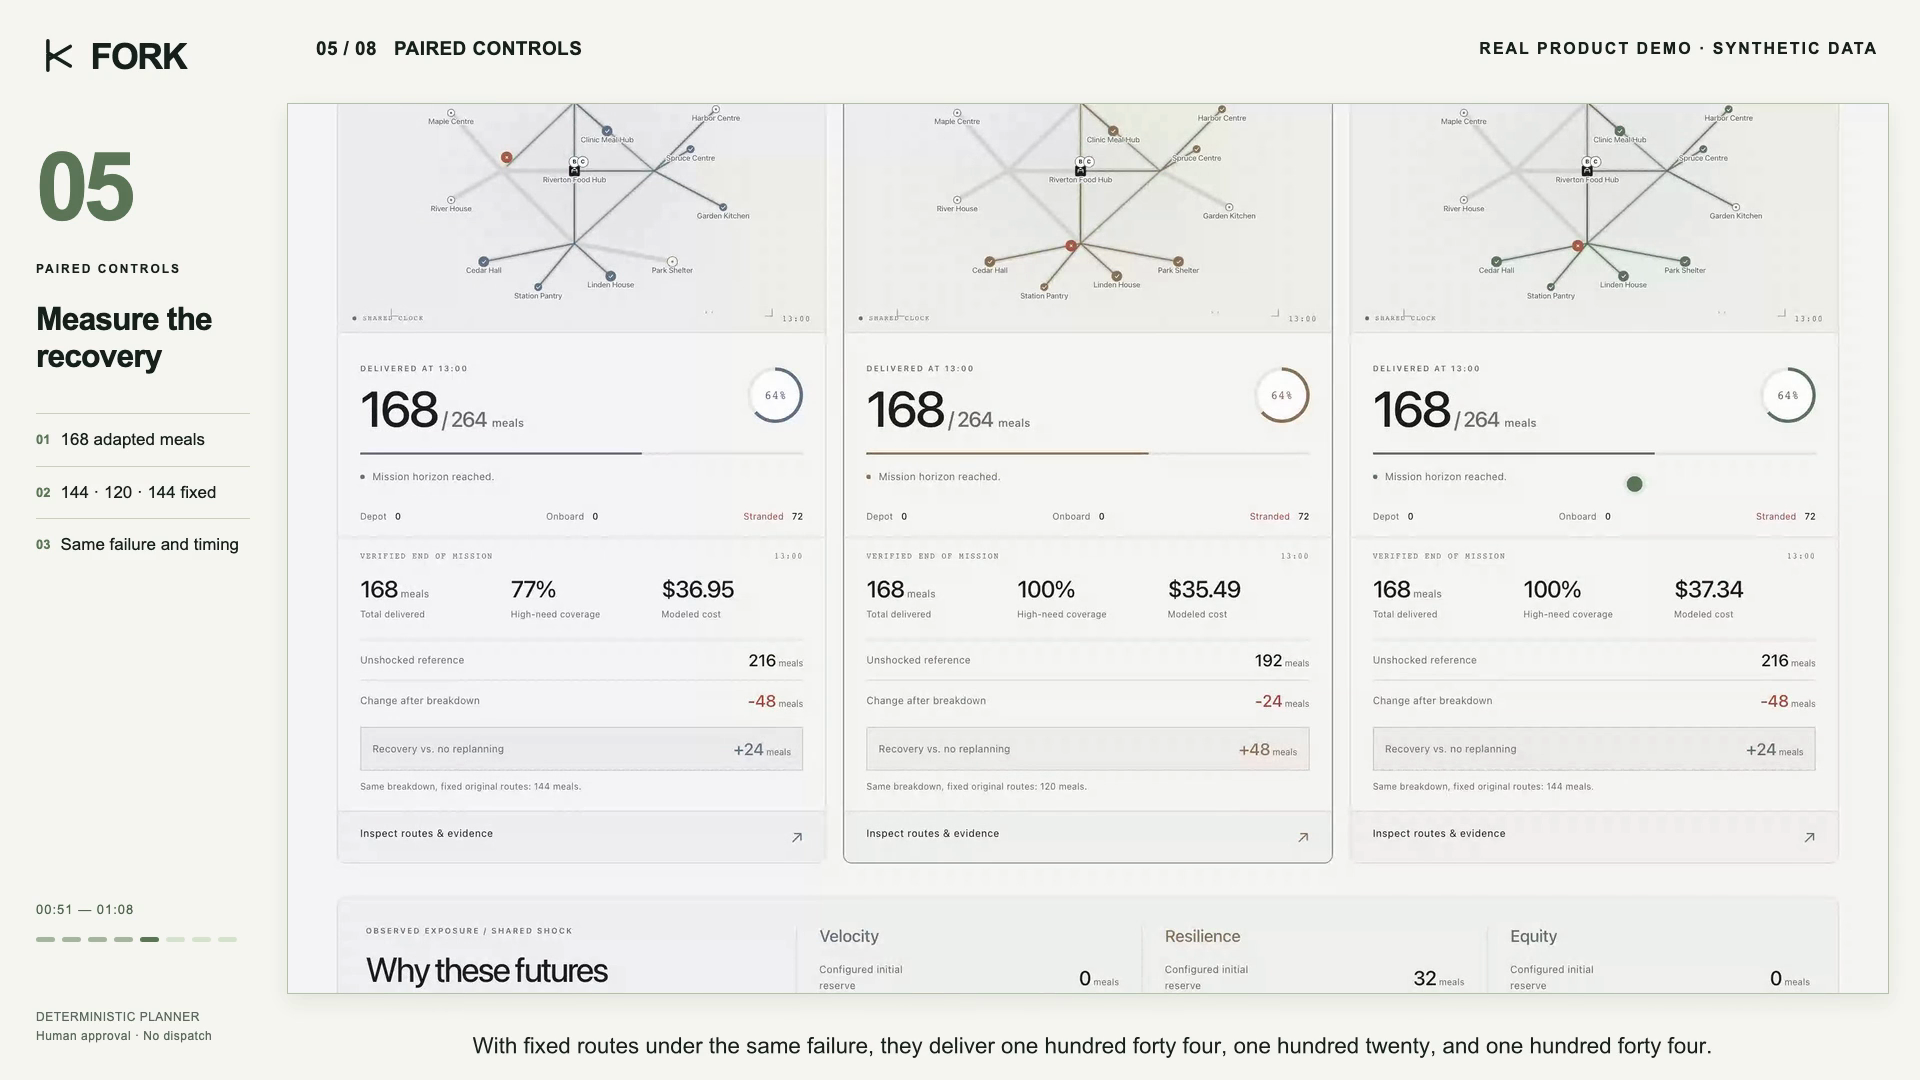 FORK
05 / 08 PAIRED CONTROLS
REAL PRODUCT DEMO · SYNTHETIC DATA
05
PAIRED CONTROLS
Measure the
recovery
01 168 adapted meals
02 144 · 120 · 144 fixed
03 Same failure and timing
00:51 — 01:08
DETERMINISTIC PLANNER
Human approval · No dispatch
Maple Centre
Harbor Centre
Clinic Meal Hub
Spruce Centre
B C
Riverton Food Hub
River House
Garden Kitchen
Cedar Hall
Park Shelter
Linden House
Station Pantry
SHARED CLOCK
13:00
DELIVERED AT 13:00
168 / 264 meals
64%
Mission horizon reached.
Depot 0
Onboard 0
Stranded 72
VERIFIED END OF MISSION
13:00
168 meals
Total delivered
77%
High-need coverage
$36.95
Modeled cost
Unshocked reference
216 meals
Change after breakdown
-48 meals
Recovery vs. no replanning
+24 meals
Same breakdown, fixed original routes: 144 meals.
Inspect routes & evidence
Maple Centre
Harbor Centre
Clinic Meal Hub
Spruce Centre
B C
Riverton Food Hub
River House
Garden Kitchen
Cedar Hall
Park Shelter
Linden House
Station Pantry
SHARED CLOCK
13:00
DELIVERED AT 13:00
168 / 264 meals
64%
Mission horizon reached.
Depot 0
Onboard 0
Stranded 72
VERIFIED END OF MISSION
13:00
168 meals
Total delivered
100%
High-need coverage
$35.49
Modeled cost
Unshocked reference
192 meals
Change after breakdown
-24 meals
Recovery vs. no replanning
+48 meals
Same breakdown, fixed original routes: 120 meals.
Inspect routes & evidence
Maple Centre
Harbor Centre
Clinic Meal Hub
Spruce Centre
B C
Riverton Food Hub
River House
Garden Kitchen
Cedar Hall
Park Shelter
Linden House
Station Pantry
SHARED CLOCK
13:00
DELIVERED AT 13:00
168 / 264 meals
64%
Mission horizon reached.
Depot 0
Onboard 0
Stranded 72
VERIFIED END OF MISSION
13:00
168 meals
Total delivered
100%
High-need coverage
$37.34
Modeled cost
Unshocked reference
216 meals
Change after breakdown
-48 meals
Recovery vs. no replanning
+24 meals
Same breakdown, fixed original routes: 144 meals.
Inspect routes & evidence
OBSERVED EXPOSURE / SHARED SHOCK
Why these futures
Velocity
Configured initial
reserve
0 meals
Resilience
Configured initial
reserve
32 meals
Equity
Configured initial
reserve
0 meals
With fixed routes under the same failure, they deliver one hundred forty four, one hundred twenty, and one hundred forty four.